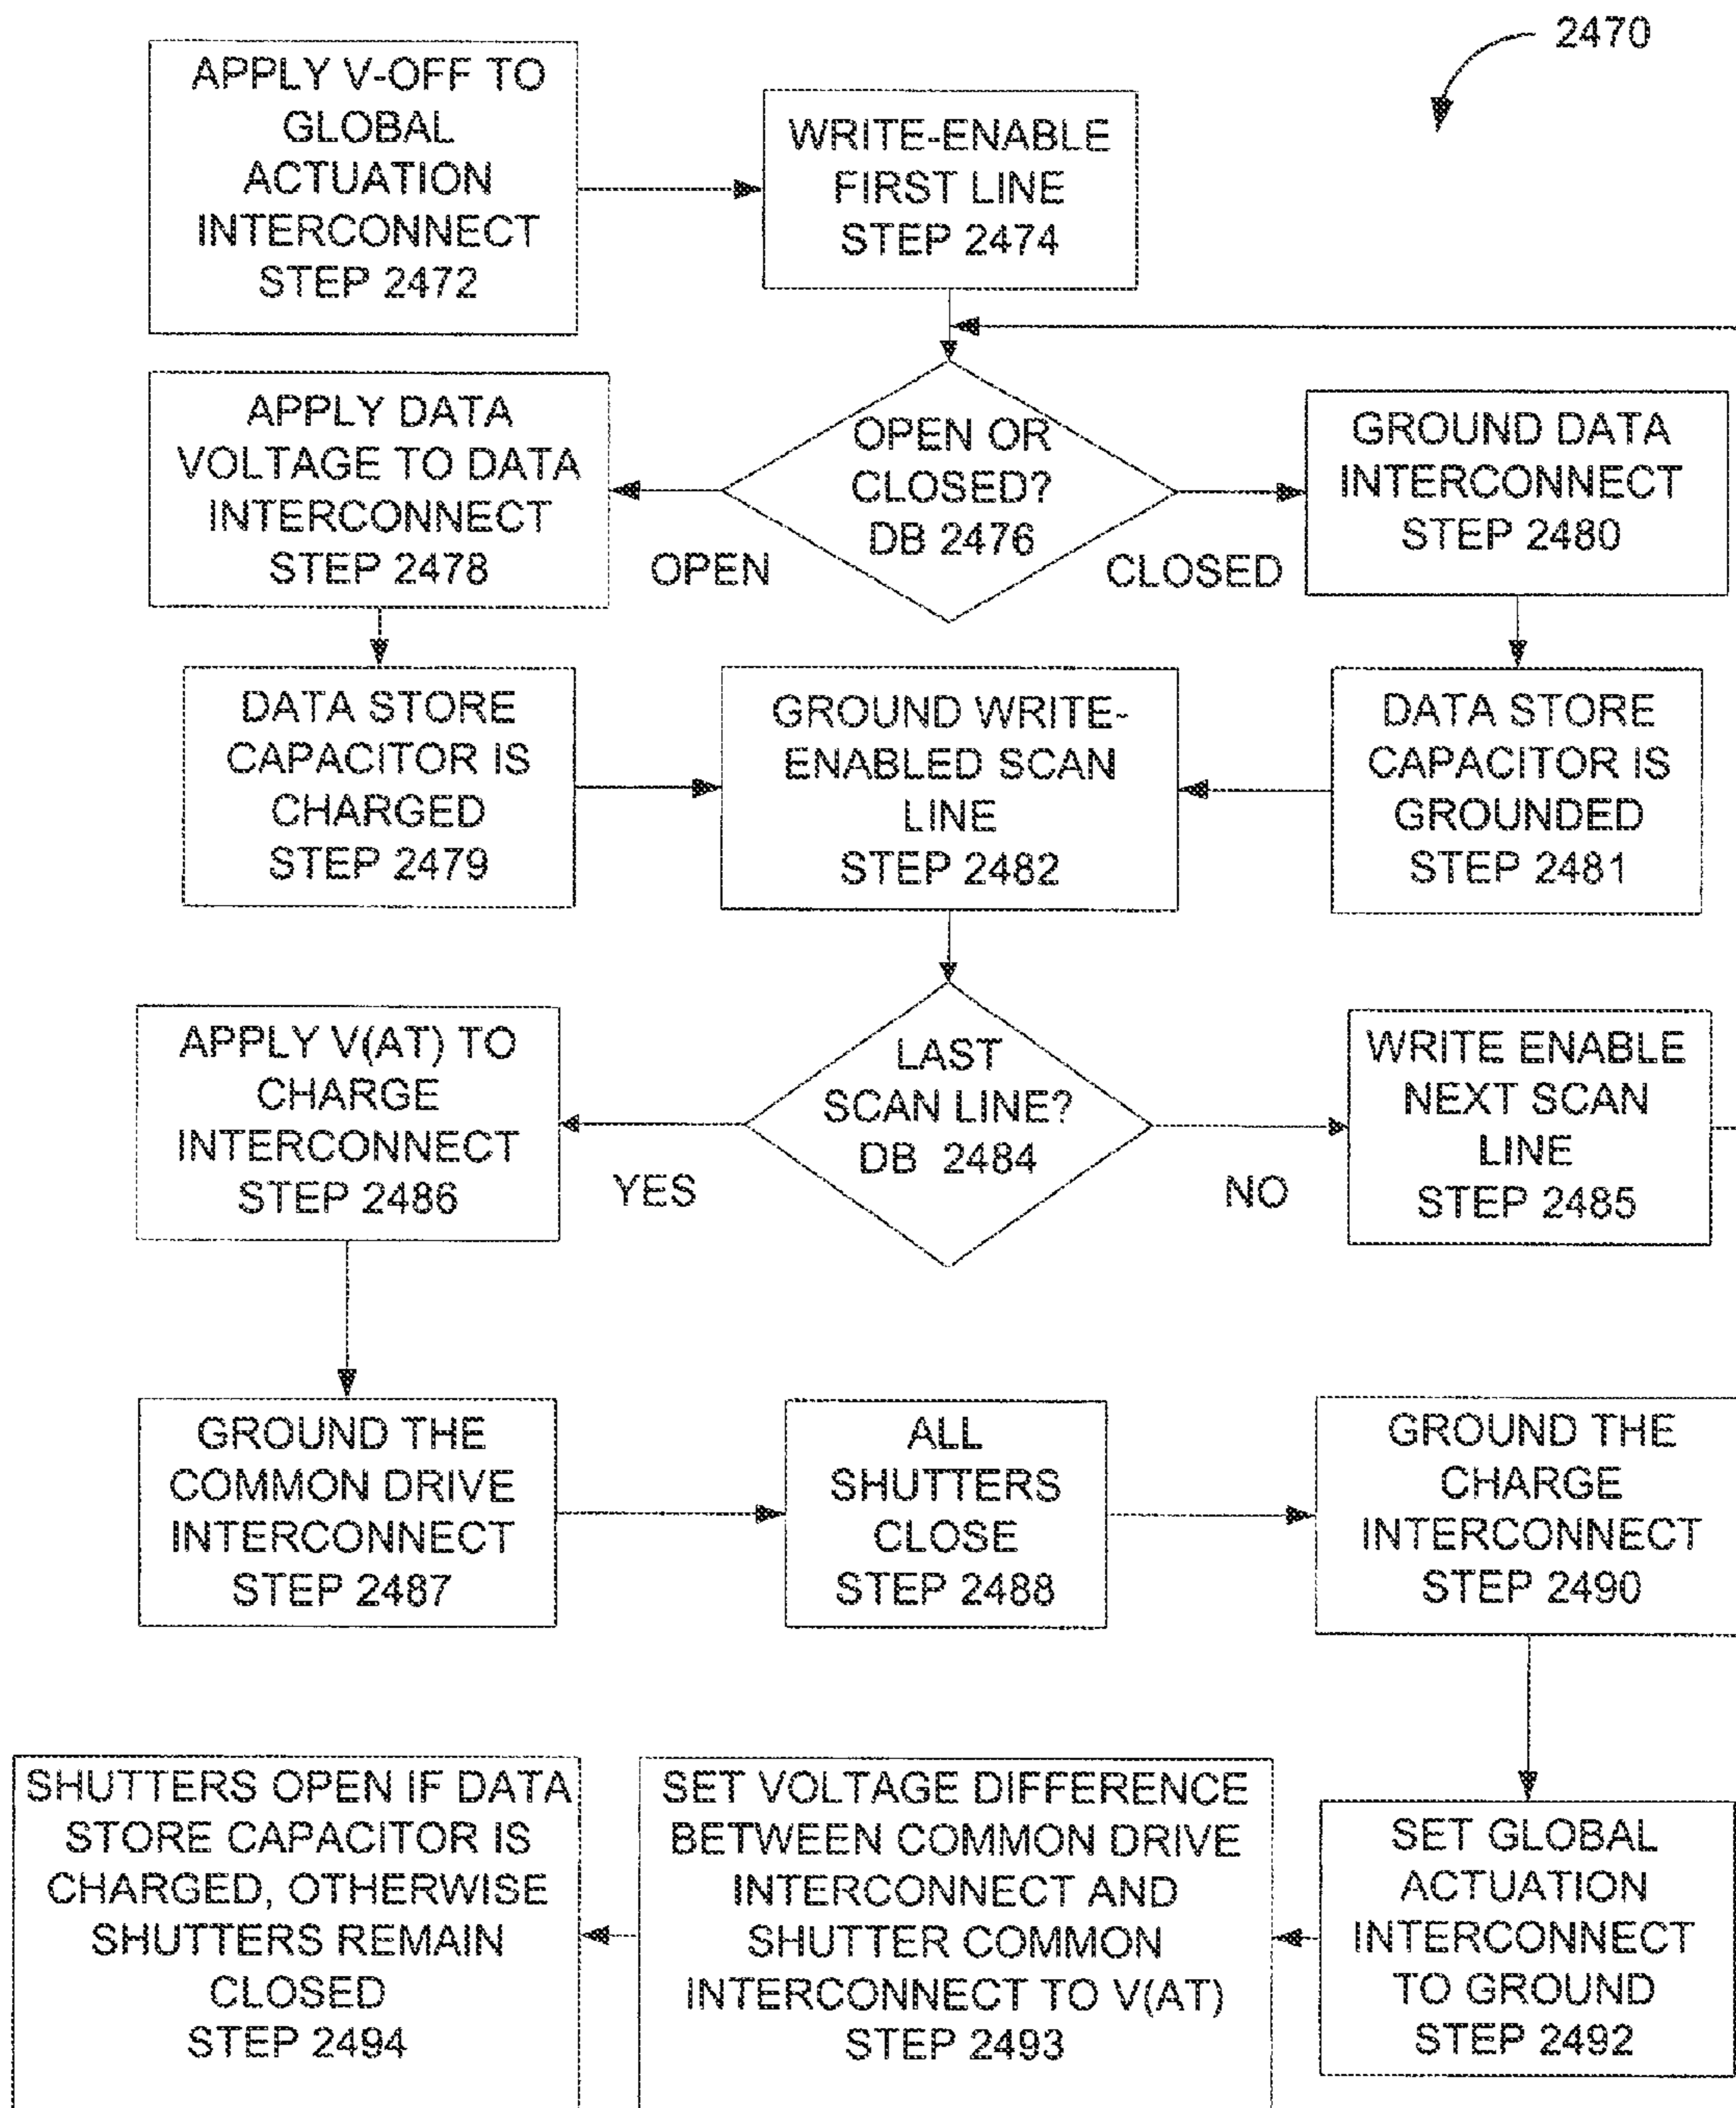 2470
APPLY V-OFF TO
GLOBAL
ACTUATION
INTERCONNECT
STEP 2472
WRITE-ENABLE
FIRST LINE
STEP 2474
APPLY DATA
VOLTAGE TO DATA
INTERCONNECT
STEP 2478
OPEN
OPEN OR
CLOSED?
DB 2476
CLOSED
GROUND DATA
INTERCONNECT
STEP 2480
DATA STORE
CAPACITOR IS
CHARGED
STEP 2479
GROUND WRITE-
ENABLED SCAN
LINE
STEP 2482
DATA STORE
CAPACITOR IS
GROUNDED
STEP 2481
APPLY V(AT) TO
CHARGE
INTERCONNECT
STEP 2486
YES
LAST
SCAN LINE?
DB 2484
NO
WRITE ENABLE
NEXT SCAN
LINE
STEP 2485
GROUND THE
COMMON DRIVE
INTERCONNECT
STEP 2487
ALL
SHUTTERS
CLOSE
STEP 2488
GROUND THE
CHARGE
INTERCONNECT
STEP 2490
SHUTTERS OPEN IF DATA
STORE CAPACITOR IS
CHARGED, OTHERWISE
SHUTTERS REMAIN
CLOSED
STEP 2494
SET VOLTAGE DIFFERENCE
BETWEEN COMMON DRIVE
INTERCONNECT AND
SHUTTER COMMON
INTERCONNECT TO V(AT)
STEP 2493
SET GLOBAL
ACTUATION
INTERCONNECT
TO GROUND
STEP 2492